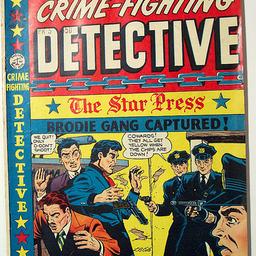 CRIME-FIGHTING
DETECTIVE
CRIME
FIGHTING
DETECTIVE
The Star Press
BRODIE GANG CAPTURED!
WE QUIT!
DON'T
SHOOT!
COWARDS!
THEY ALL GET
YELLOW WHEN
THE CHIPS ARE
DOWN!